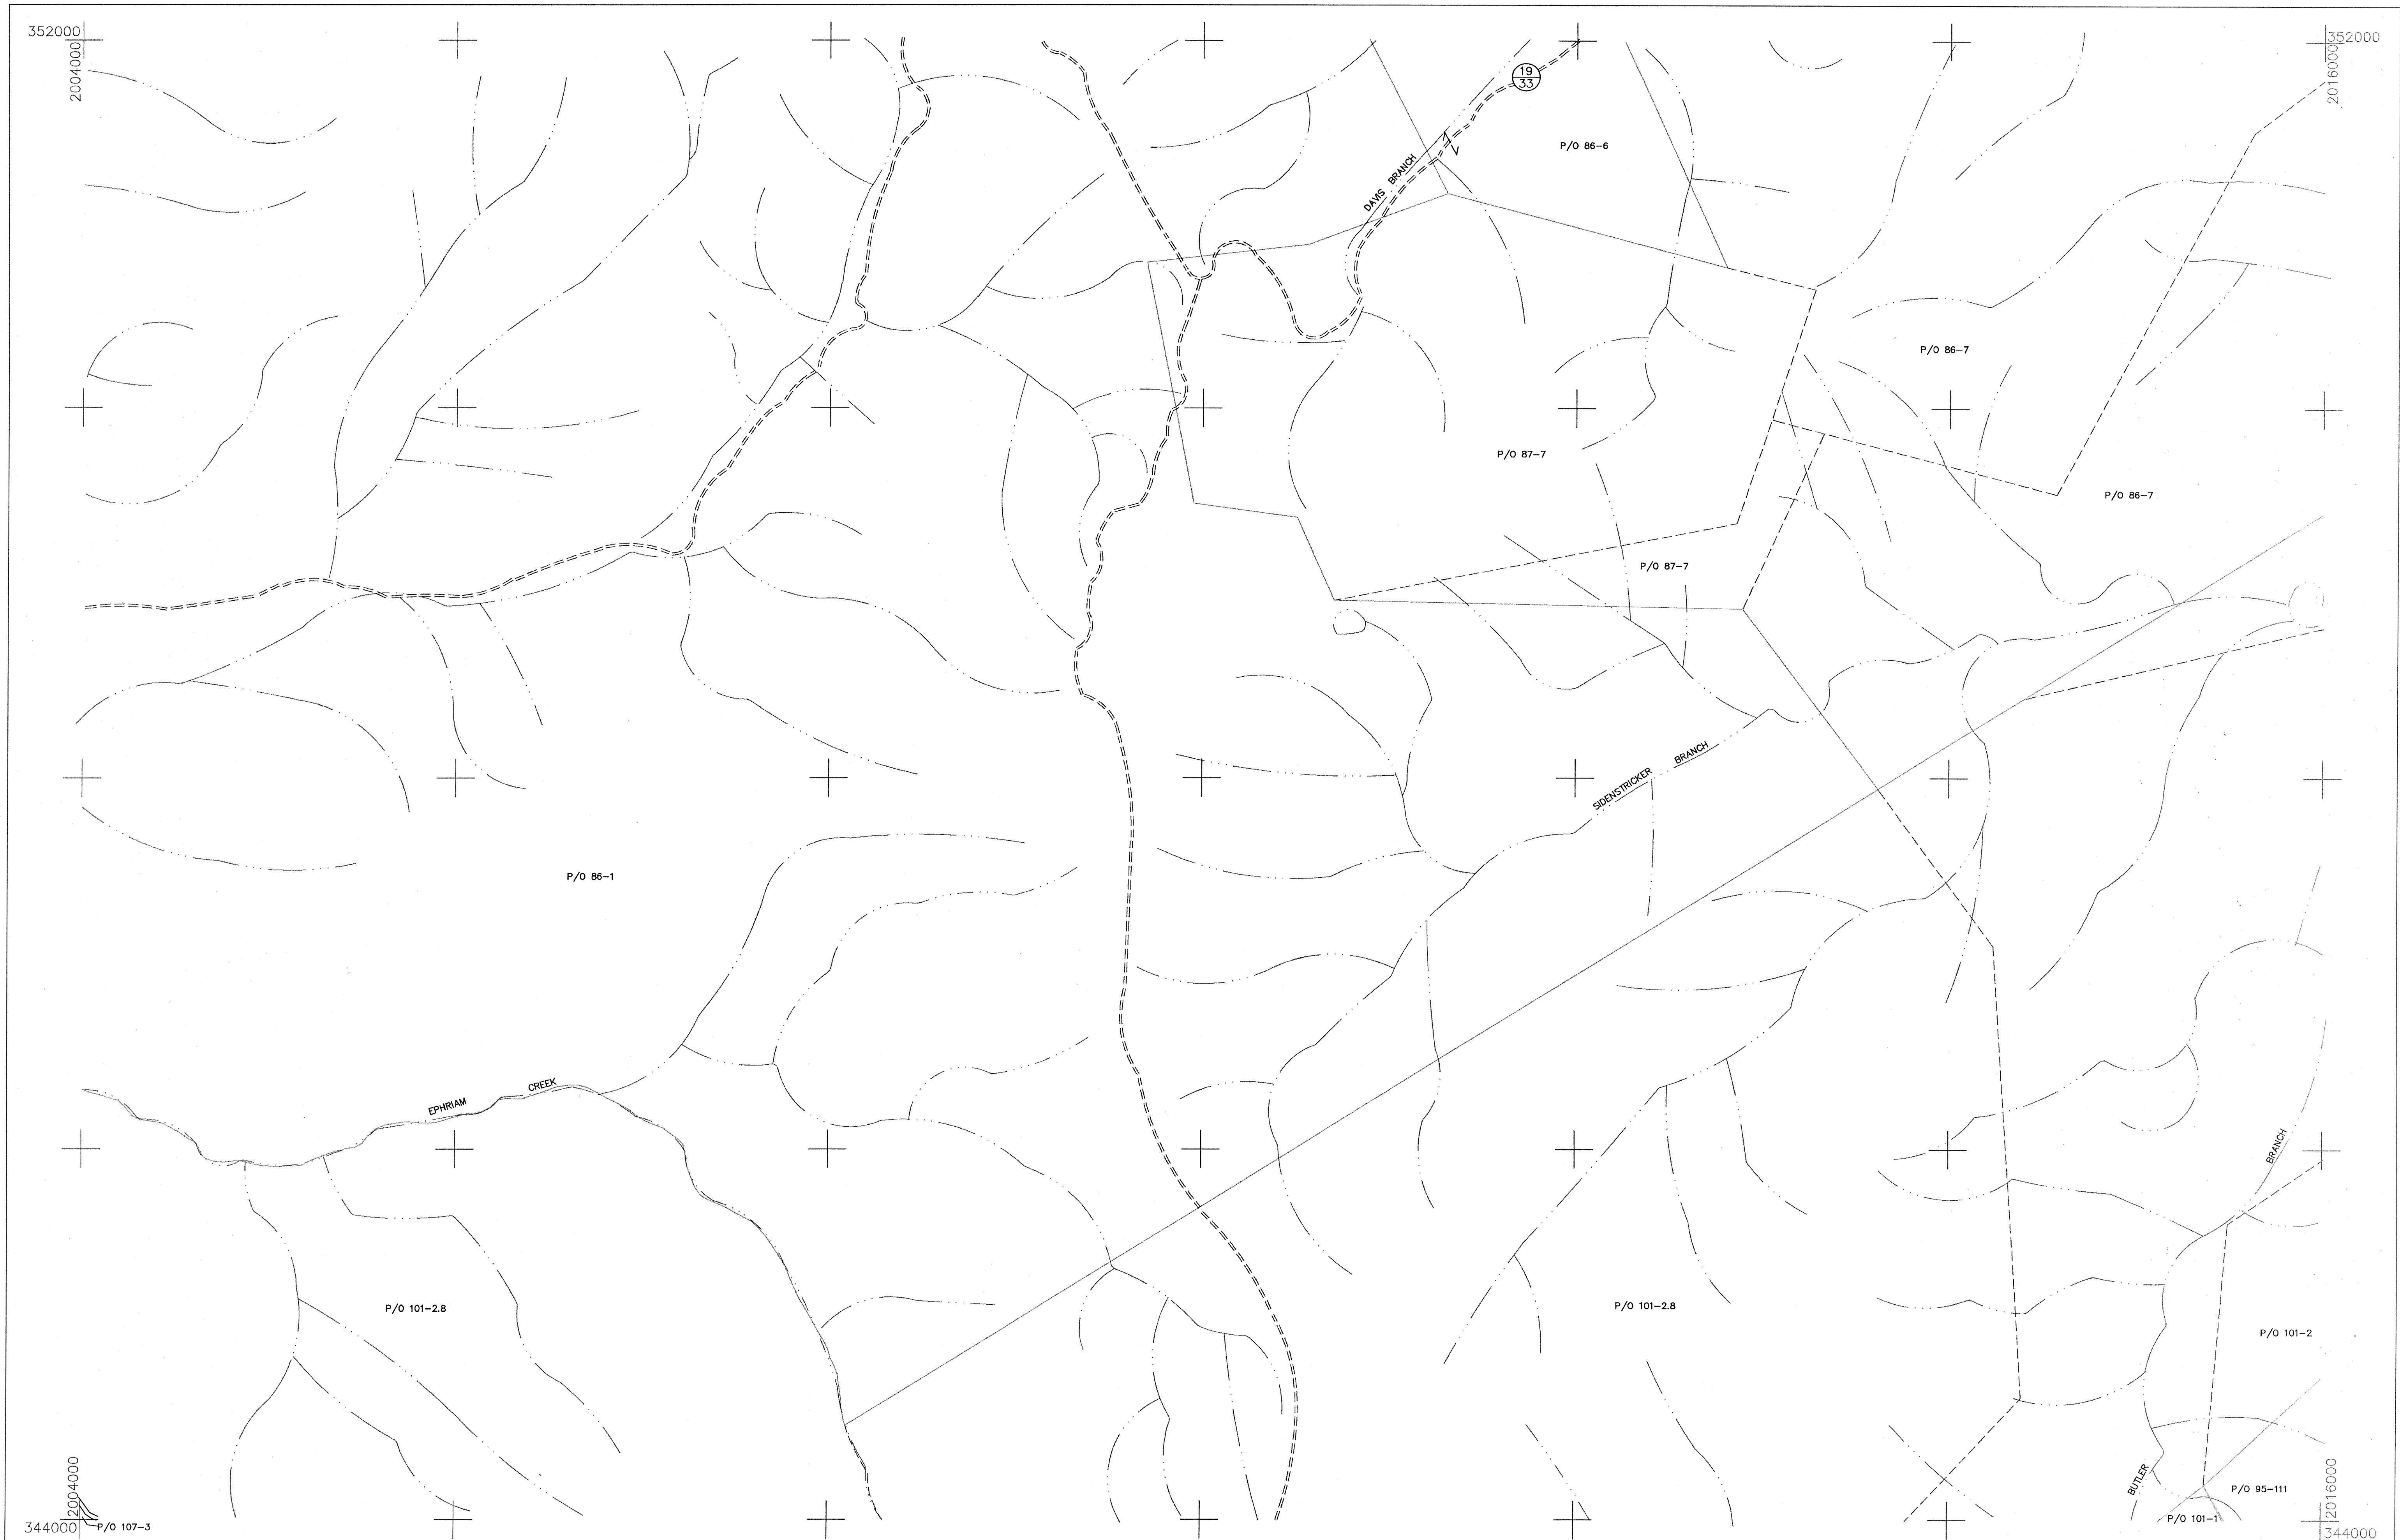 352000
2004000
352000
2016000
19
33
P/O 86-6
DAVIS BRANCH
P/O 86-7
P/O 87-7
P/O 86-7
P/O 87-7
SIDENSTRICKER BRANCH
P/O 86-1
EPHRIAM CREEK
BRANCH
P/O 101-2.8
P/O 101-2.8
P/O 101-2
BUTLER
P/O 95-111
P/O 101-1
2004000
344000
P/O 107-3
2016000
344000